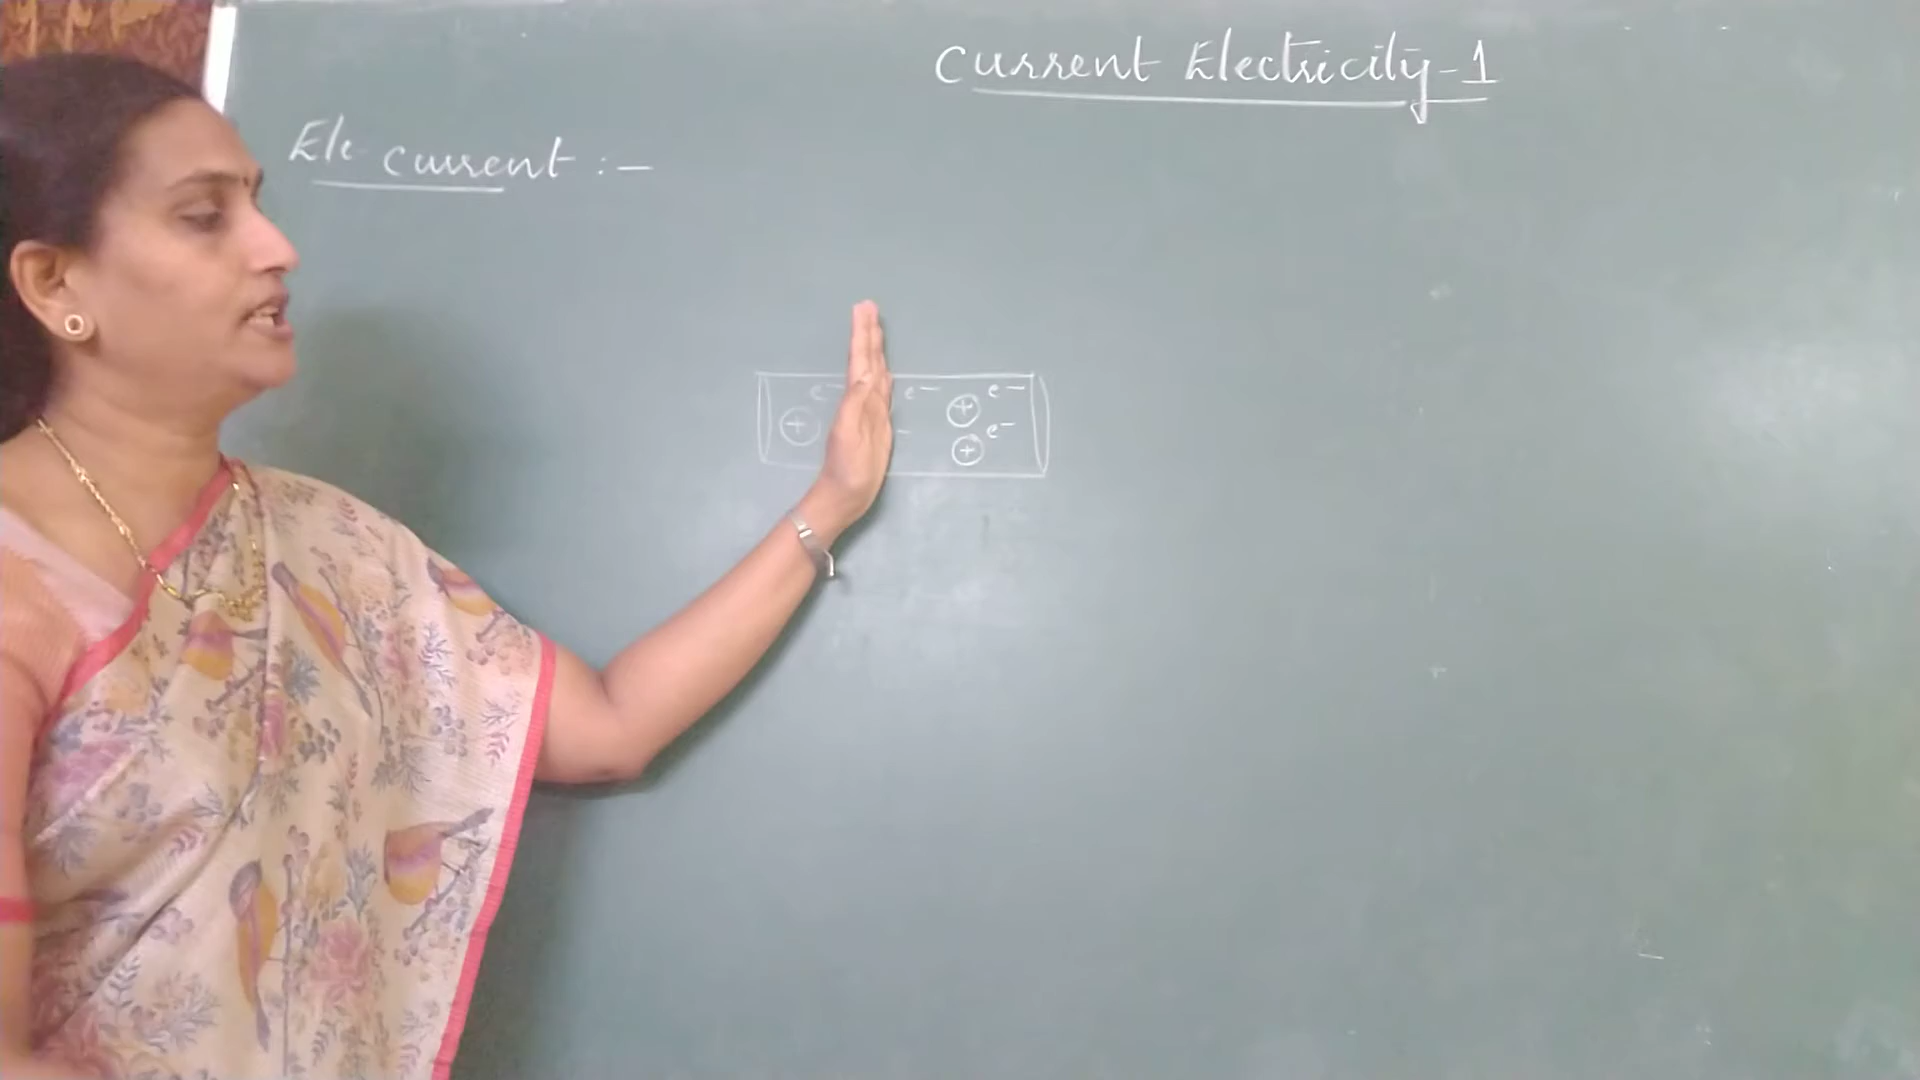 Current Electricity-1
Ele current :-
e- e- e-
+ +
- e-
+